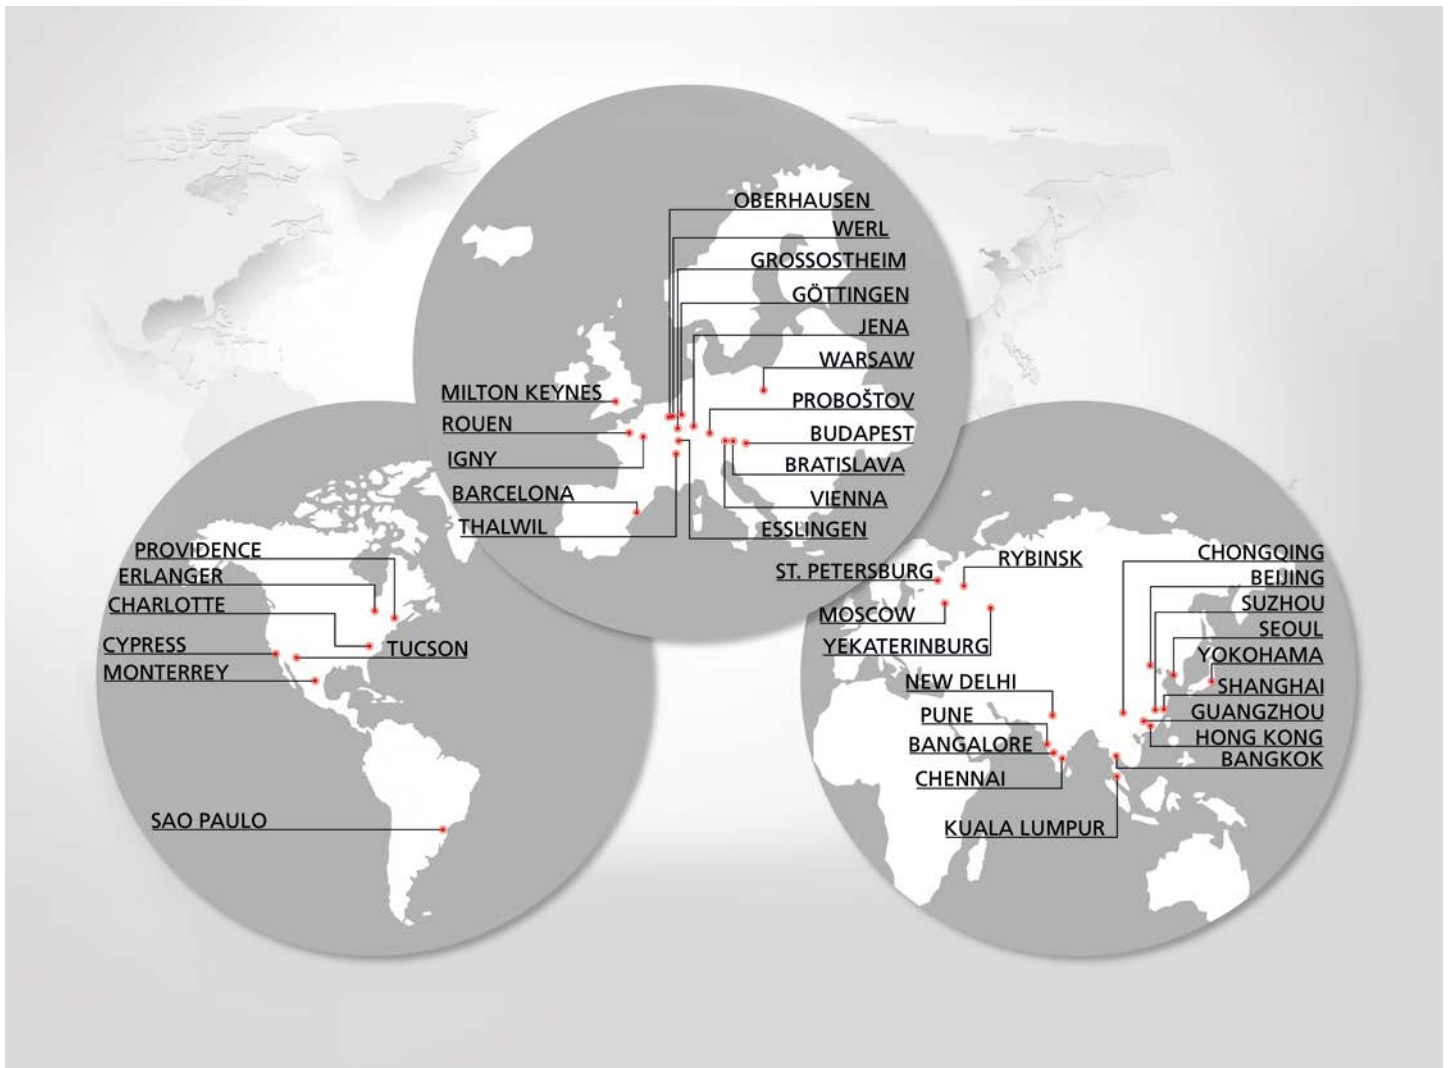 OBERHAUSEN
WERL
GROSSOSTHEIM
GÖTTINGEN
JENA
WARSAW
MILTON KEYNES
PROBOŠTOV
ROUEN
BUDAPEST
IGNY
BRATISLAVA
BARCELONA
VIENNA
THALWIL
ESSLINGEN
PROVIDENCE
ERLANGER
CHARLOTTE
CYPRESS
TUCSON
MONTERREY
SAO PAULO
ST. PETERSBURG
RYBINSK
CHONGQING
BEIJING
SUZHOU
MOSCOW
SEOUL
YEKATERINBURG
YOKOHAMA
NEW DELHI
SHANGHAI
PUNE
GUANGZHOU
BANGALORE
HONG KONG
BANGKOK
CHENNAI
KUALA LUMPUR